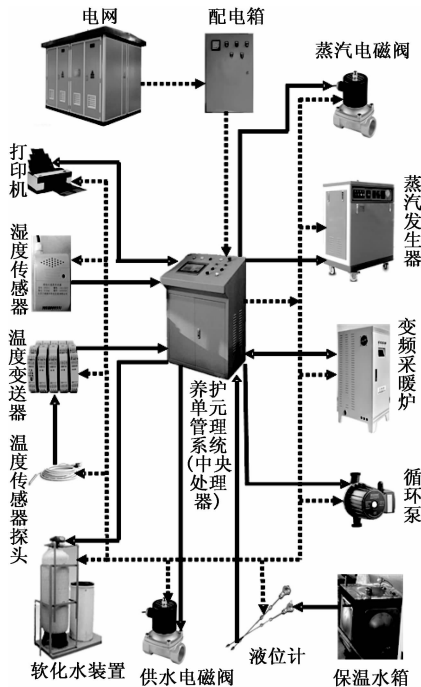 电网
配电箱
蒸汽电磁阀
打印机
蒸汽发生器
湿度传感器
变频采暖炉
温度变送器
养护单元管理系统(中央处理器)
温度传感器探头
循环泵
软化水装置
供水电磁阀
液位计
保温水箱